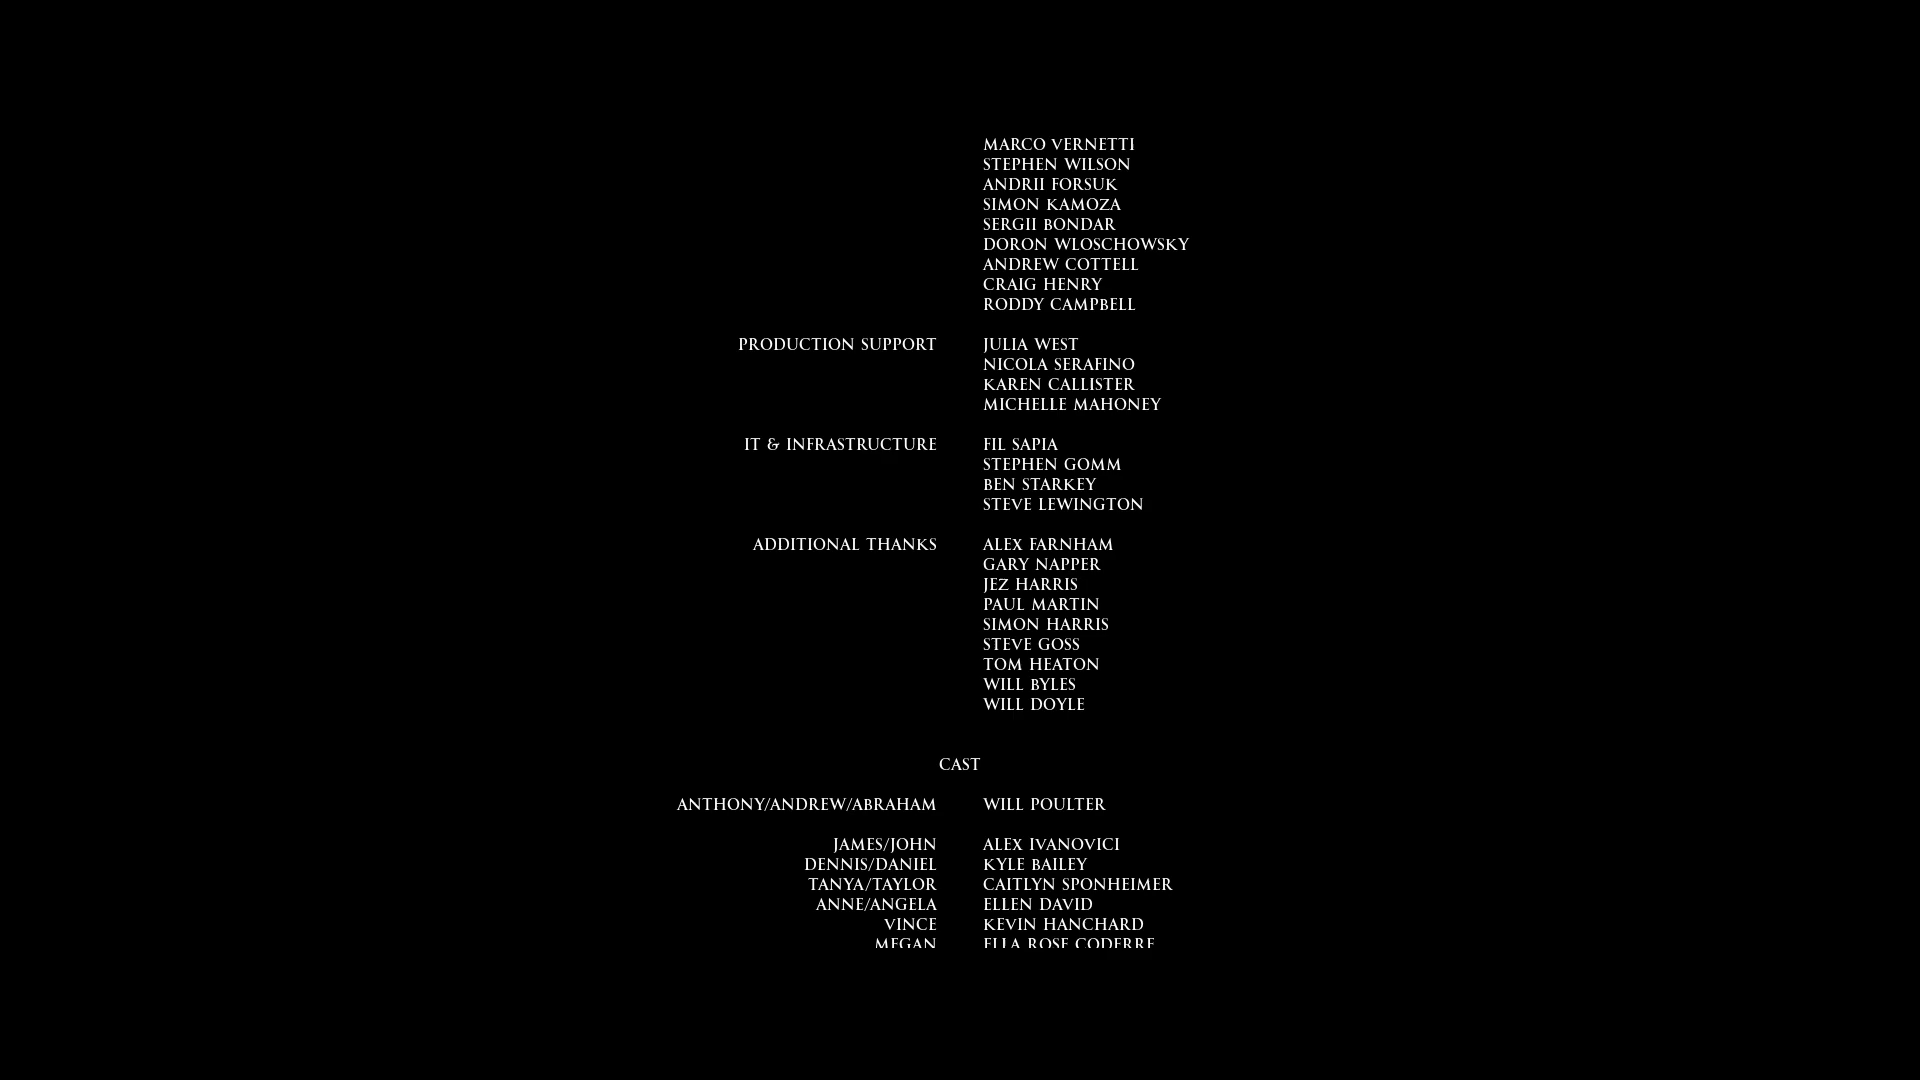 MARCO VERNETTI
STEPHEN WILSON
ANDRII FORSUK
SIMON KAMOZA
SERGII BONDAR
DORON WLOSCHOWSKY
ANDREW COTTELL
CRAIG HENRY
RODDY CAMPBELL
PRODUCTION SUPPORT JULIA WEST
NICOLA SERAFINO
KAREN CALLISTER
MICHELLE MAHONEY
IT & INFRASTRUCTURE FIL SAPIA
STEPHEN GOMM
BEN STARKEY
STEVE LEWINGTON
ADDITIONAL THANKS ALEX FARNHAM
GARY NAPPER
JEZ HARRIS
PAUL MARTIN
SIMON HARRIS
STEVE GOSS
TOM HEATON
WILL BYLES
WILL DOYLE
CAST
ANTHONY/ANDREW/ABRAHAM WILL POULTER
JAMES/JOHN ALEX IVANOVICI
DENNIS/DANIEL KYLE BAILEY
TANYA/TAYLOR CAITLYN SPONHEIMER
ANNE/ANGELA ELLEN DAVID
VINCE KEVIN HANCHARD
MEGAN ELLA ROSE CODERRE